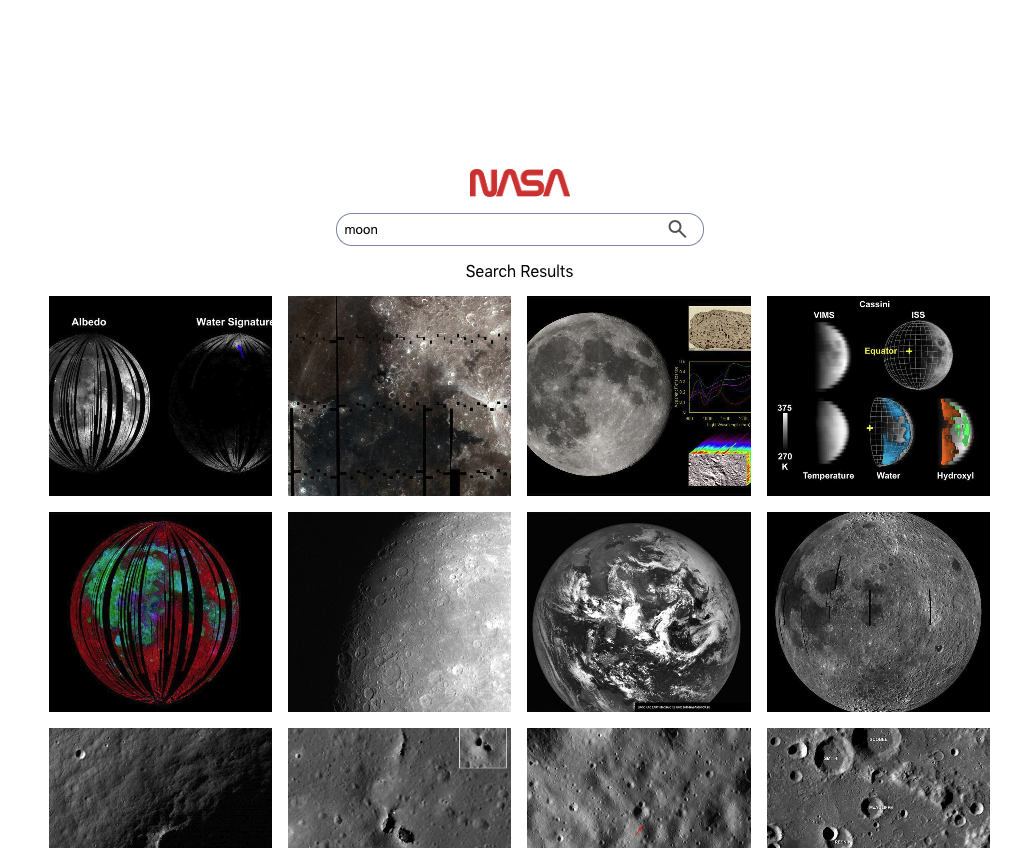 NASA
moon
Search Results
Albedo
Water Signature
Cassini
VIMS
ISS
Equator
375
270
K
Temperature
Water
Hydroxyl